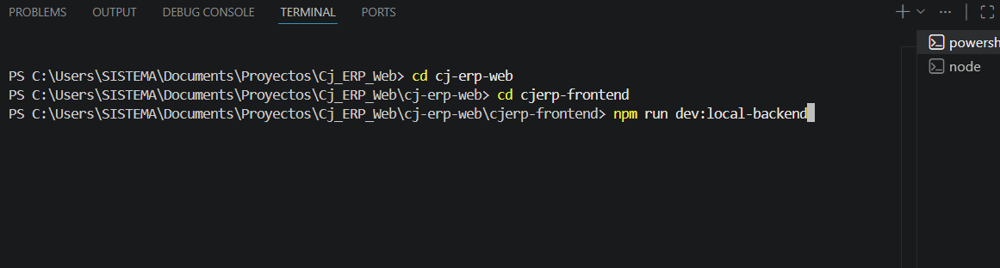 PROBLEMS OUTPUT DEBUG CONSOLE TERMINAL PORTS
powersh
node
PS C:\Users\SISTEMA\Documents\Proyectos\Cj_ERP_Web> cd cj-erp-web
PS C:\Users\SISTEMA\Documents\Proyectos\Cj_ERP_Web\cj-erp-web> cd cjerp-frontend
PS C:\Users\SISTEMA\Documents\Proyectos\Cj_ERP_Web\cj-erp-web\cjerp-frontend> npm run dev:local-backend